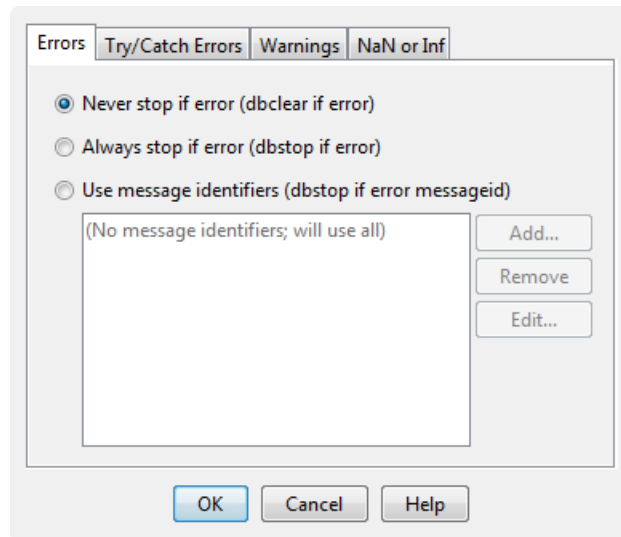 Errors Try/Catch Errors Warnings NaN or Inf
Never stop if error (dbclear if error)
Always stop if error (dbstop if error)
Use message identifiers (dbstop if error messageid)
(No message identifiers; will use all)
Add...
Remove
Edit...
OK Cancel Help